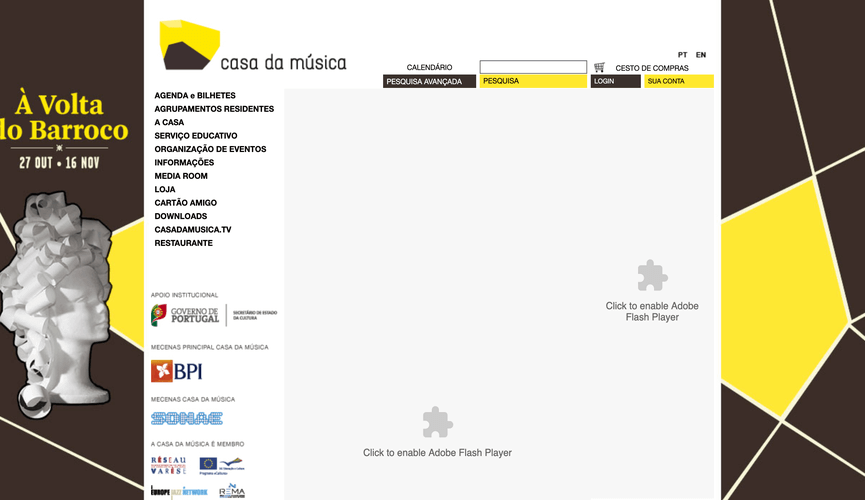 À Volta
lo Barroco
27 OUT • 16 NOV
casa da música
PT EN
CALENDÁRIO
CESTO DE COMPRAS
PESQUISA AVANÇADA
PESQUISA
LOGIN
SUA CONTA
AGENDA e BILHETES
AGRUPAMENTOS RESIDENTES
A CASA
SERVIÇO EDUCATIVO
ORGANIZAÇÃO DE EVENTOS
INFORMAÇÕES
MEDIA ROOM
LOJA
CARTÃO AMIGO
DOWNLOADS
CASADAMUSICA.TV
RESTAURANTE
Click to enable Adobe
Flash Player
Click to enable Adobe Flash Player
APOIO INSTITUCIONAL
GOVERNO DE
PORTUGAL
SECRETÁRIO DE ESTADO
DA CULTURA
MECENAS PRINCIPAL CASA DA MÚSICA
BPI
MECENAS CASA DA MÚSICA
SONAE
A CASA DA MÚSICA É MEMBRO
RÉSEAU
VARÈSE
EUROPE JAZZ NETWORK
REMA